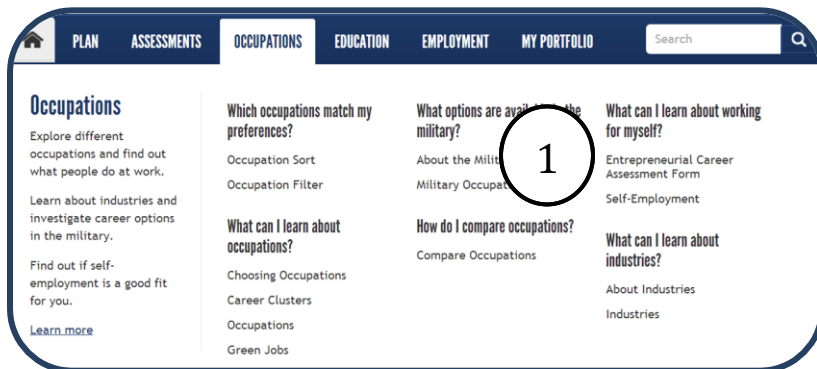 PLAN ASSESSMENTS OCCUPATIONS EDUCATION EMPLOYMENT MY PORTFOLIO Search
Occupations
Explore different
occupations and find out
what people do at work.
Learn about industries and
investigate career options
in the military.
Find out if self-
employment is a good fit
for you.
Learn more
Which occupations match my
preferences?
Occupation Sort
Occupation Filter
What can I learn about
occupations?
Choosing Occupations
Career Clusters
Occupations
Green Jobs
What options are the
military?
About the
Military
How do I compare occupations?
Compare Occupations
1
What can I learn about working
for myself?
Entrepreneurial Career
Assessment Form
Self-Employment
What can I learn about
industries?
About Industries
Industries